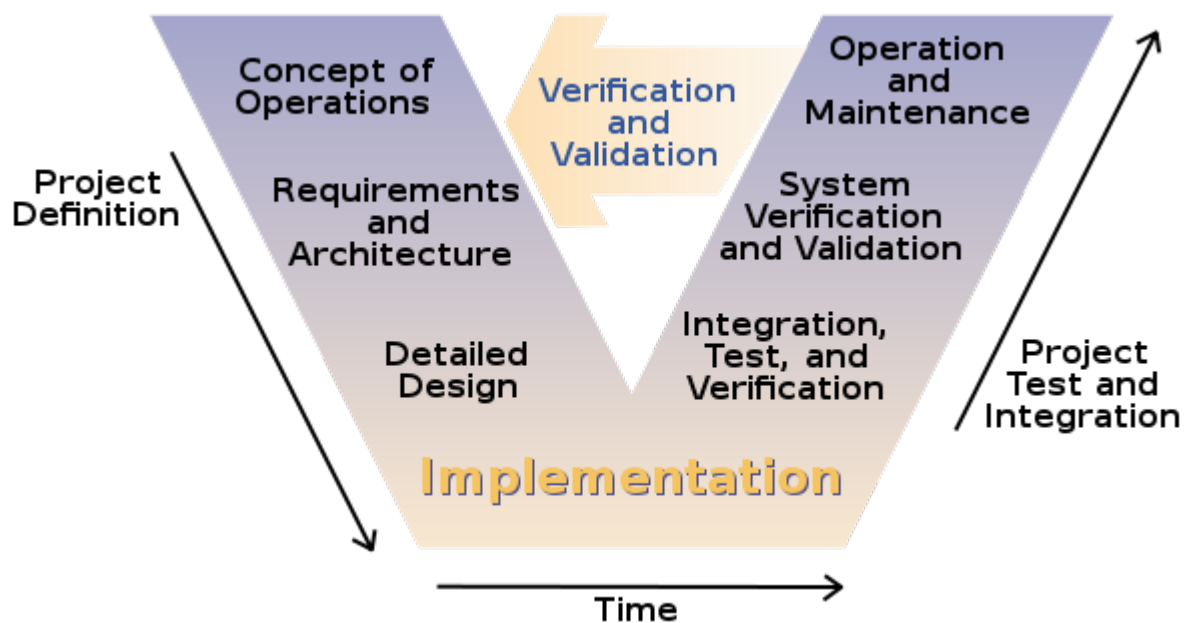 Concept of
Operations
Verification
and
Validation
Operation
and
Maintenance
Project
Definition
Requirements
and
Architecture
System
Verification
and Validation
Detailed
Design
Integration,
Test, and
Verification
Project
Test and
Integration
Implementation
Time